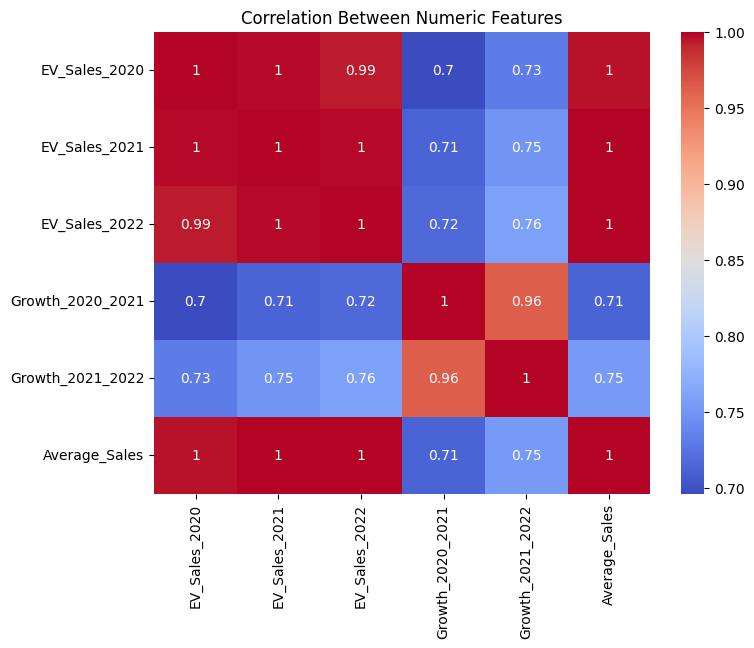 Correlation Between Numeric Features
EV_Sales_2020 1 1 0.99 0.7 0.73 1
EV_Sales_2021 1 1 1 0.71 0.75 1
EV_Sales_2022 0.99 1 1 0.72 0.76 1
Growth_2020_2021 0.7 0.71 0.72 1 0.96 0.71
Growth_2021_2022 0.73 0.75 0.76 0.96 1 0.75
Average_Sales 1 1 1 0.71 0.75 1
EV_Sales_2020
EV_Sales_2021
EV_Sales_2022
Growth_2020_2021
Growth_2021_2022
Average_Sales
1.00
0.95
0.90
0.85
0.80
0.75
0.70